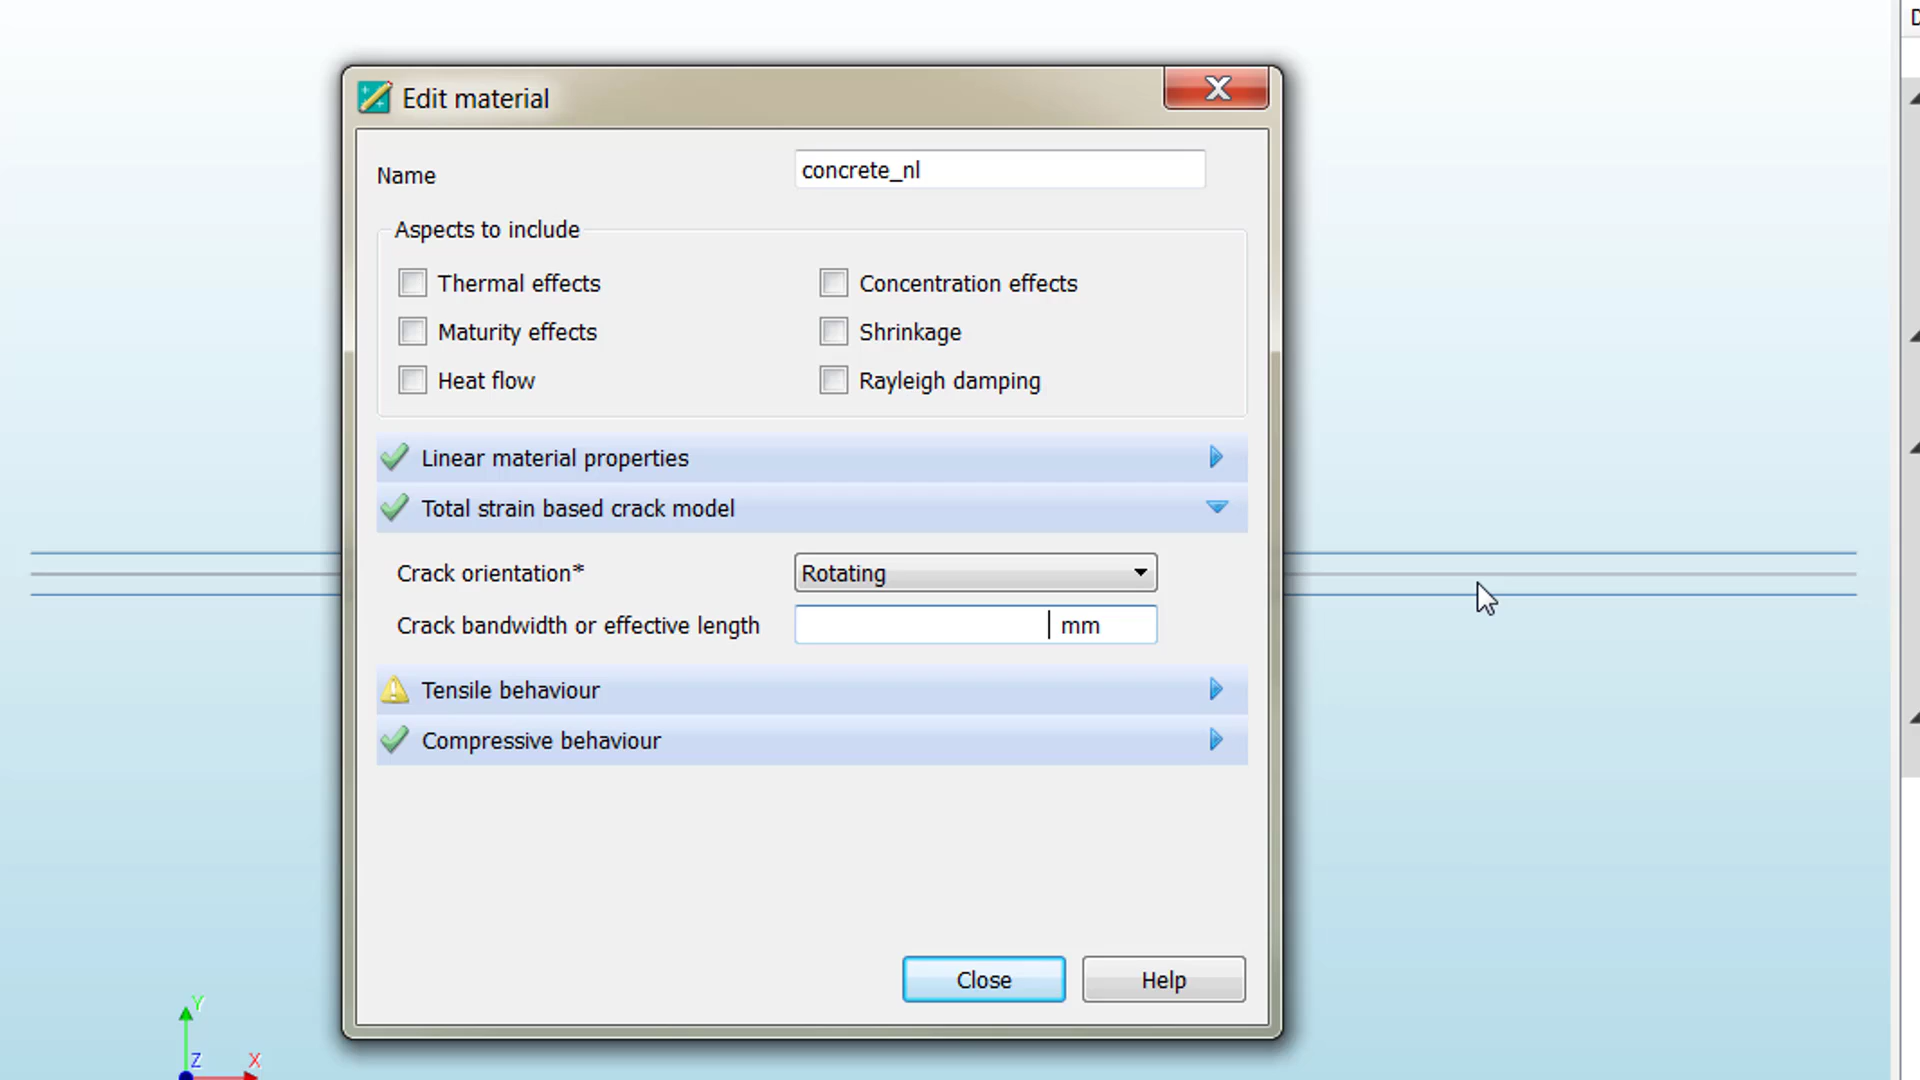 D
Edit material
X
Name concrete_nl
Aspects to include
Thermal effects Concentration effects
Maturity effects Shrinkage
Heat flow Rayleigh damping
Linear material properties
Total strain based crack model
Crack orientation* Rotating
Crack bandwidth or effective length mm
Tensile behaviour
Compressive behaviour
Close Help
Y
Z X